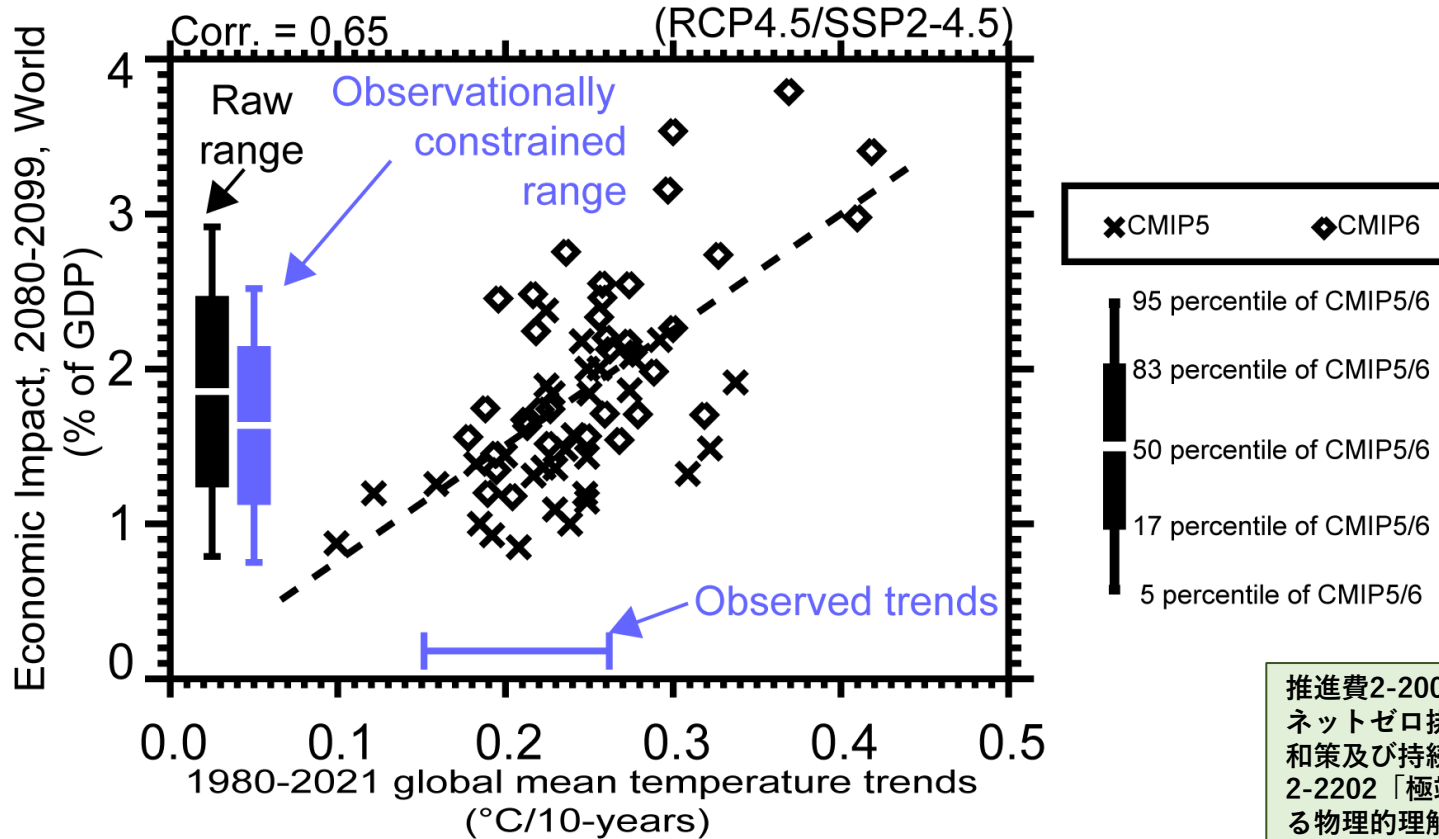 Corr. = 0.65
(RCP4.5/SSP2-4.5)
Economic Impact, 2080-2099, World
(% of GDP)
4
3
2
1
0
Raw
range
Observationally
constrained
range
Observed trends
0.0 0.1 0.2 0.3 0.4 0.5
1980-2021 global mean temperature trends
(°C/10-years)
CMIP5 CMIP6
95 percentile of CMIP5/6
83 percentile of CMIP5/6
50 percentile of CMIP5/6
17 percentile of CMIP5/6
5 percentile of CMIP5/6
推進費2-200
ネットゼロ
和策及び持続
2-2202「極端
る物理的理解